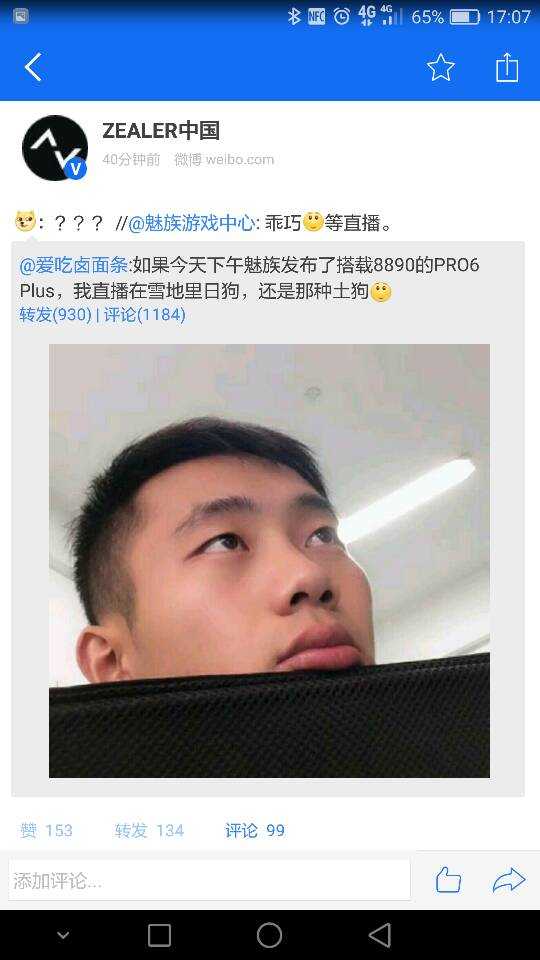 NFC 4G 4G 65% 17:07
ZEALER中国
V
40分钟前 微博 weibo.com
：？？？ //@魅族游戏中心: 乖巧等直播。
@爱吃卤面条:如果今天下午魅族发布了搭载8890的PRO6
Plus，我直播在雪地里日狗，还是那种土狗
转发(930) | 评论(1184)
赞 153 转发 134 评论 99
添加评论...